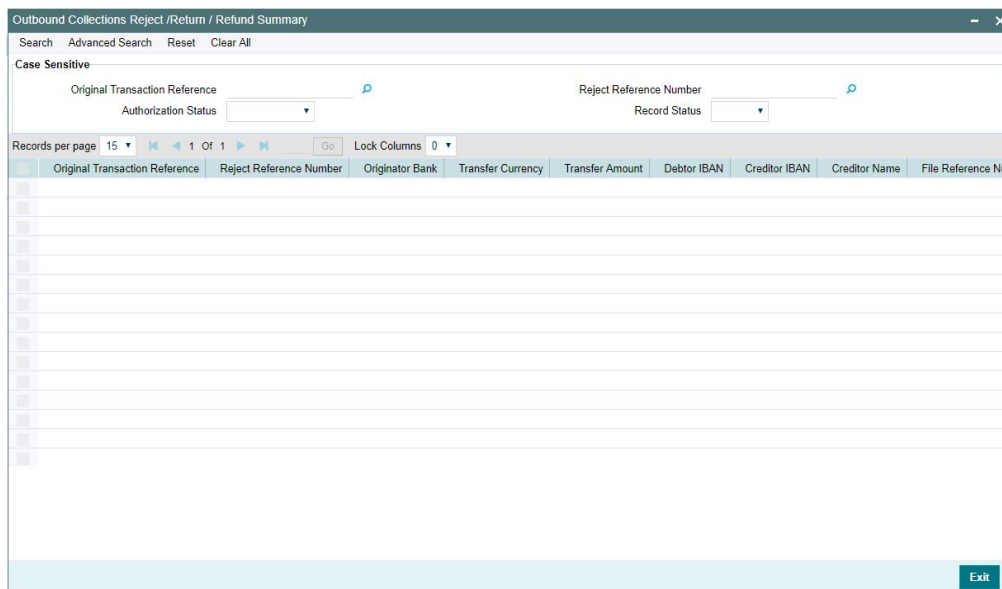 Outbound Collections Reject /Return / Refund Summary
Search Advanced Search Reset Clear All
Case Sensitive
Original Transaction Reference Reject Reference Number
Authorization Status Record Status
Records per page 15 1 Of 1 Go Lock Columns 0
Original Transaction Reference Reject Reference Number Originator Bank Transfer Currency Transfer Amount Debtor IBAN Creditor IBAN Creditor Name File Reference
Exit